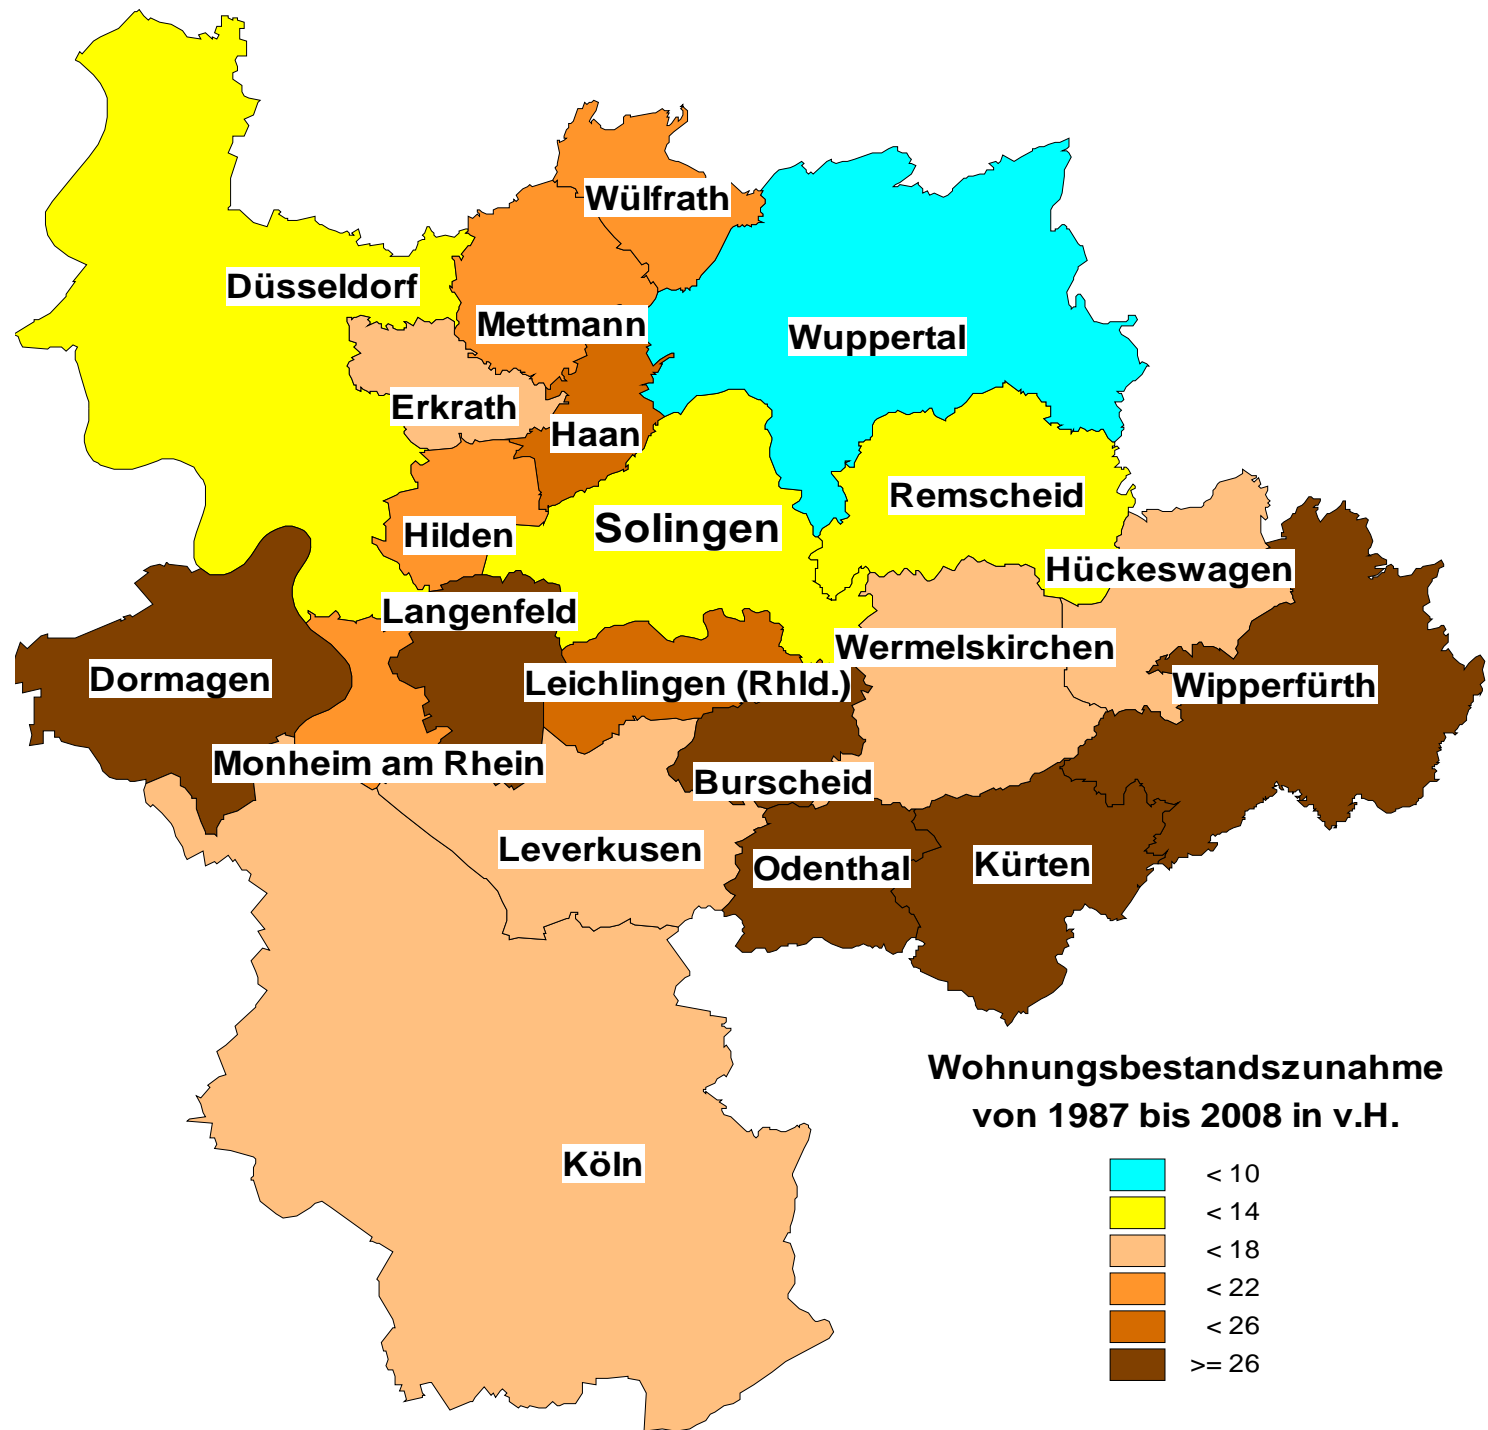 Wülfrath
Düsseldorf
Mettmann
Wuppertal
Erkrath
Haan
Remscheid
Hilden
Solingen
Hückeswagen
Langenfeld
Wermelskirchen
Dormagen
Leichlingen (Rhld.)
Wipperfürth
Monheim am Rhein
Burscheid
Leverkusen
Odenthal
Kürten
Köln
Wohnungsbestandszunahme
von 1987 bis 2008 in v.H.
< 10
< 14
< 18
< 22
< 26
>= 26